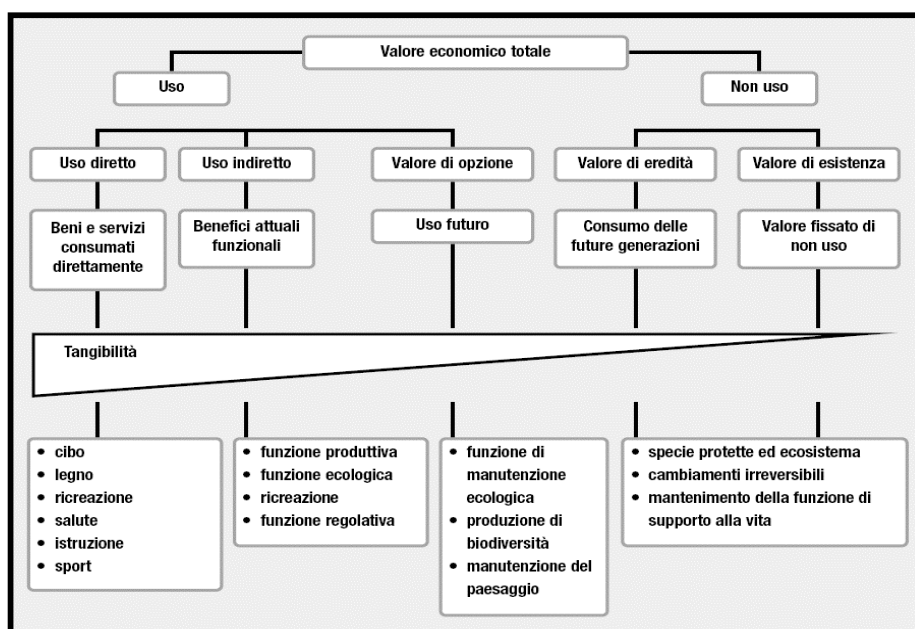 Valore economico totale
Uso
Non uso
Uso diretto
Uso indiretto
Valore di opzione
Valore di eredità
Valore di esistenza
Beni e servizi
consumati
direttamente
Benefici attuali
funzionali
Uso futuro
Consumo delle
future generazioni
Valore fissato di
non uso
Tangibilità
• cibo
• legno
• ricreazione
• salute
• istruzione
• sport
• funzione produttiva
• funzione ecologica
• ricreazione
• funzione regolativa
• funzione di
manutenzione
ecologica
• produzione di
biodiversità
• manutenzione del
paesaggio
• specie protette ed ecosistema
• cambiamenti irreversibili
• mantenimento della funzione di
supporto alla vita